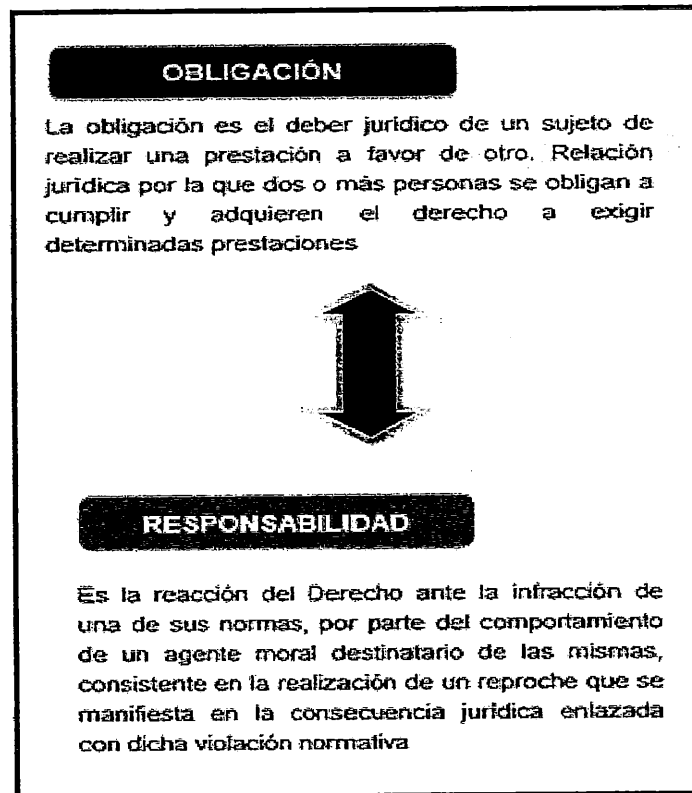 OBLIGACIÓN
La obligación es el deber jurídico de un sujeto de
realizar una prestación a favor de otro. Relación
jurídica por la que dos o más personas se obligan a
cumplir y adquieren el derecho a exigir
determinadas prestaciones
RESPONSABILIDAD
Es la reacción del Derecho ante la infracción de
una de sus normas, por parte del comportamiento
de un agente moral destinatario de las mismas,
consistente en la realización de un reproche que se
manifiesta en la consecuencia jurídica enlazada
con dicha violación normativa